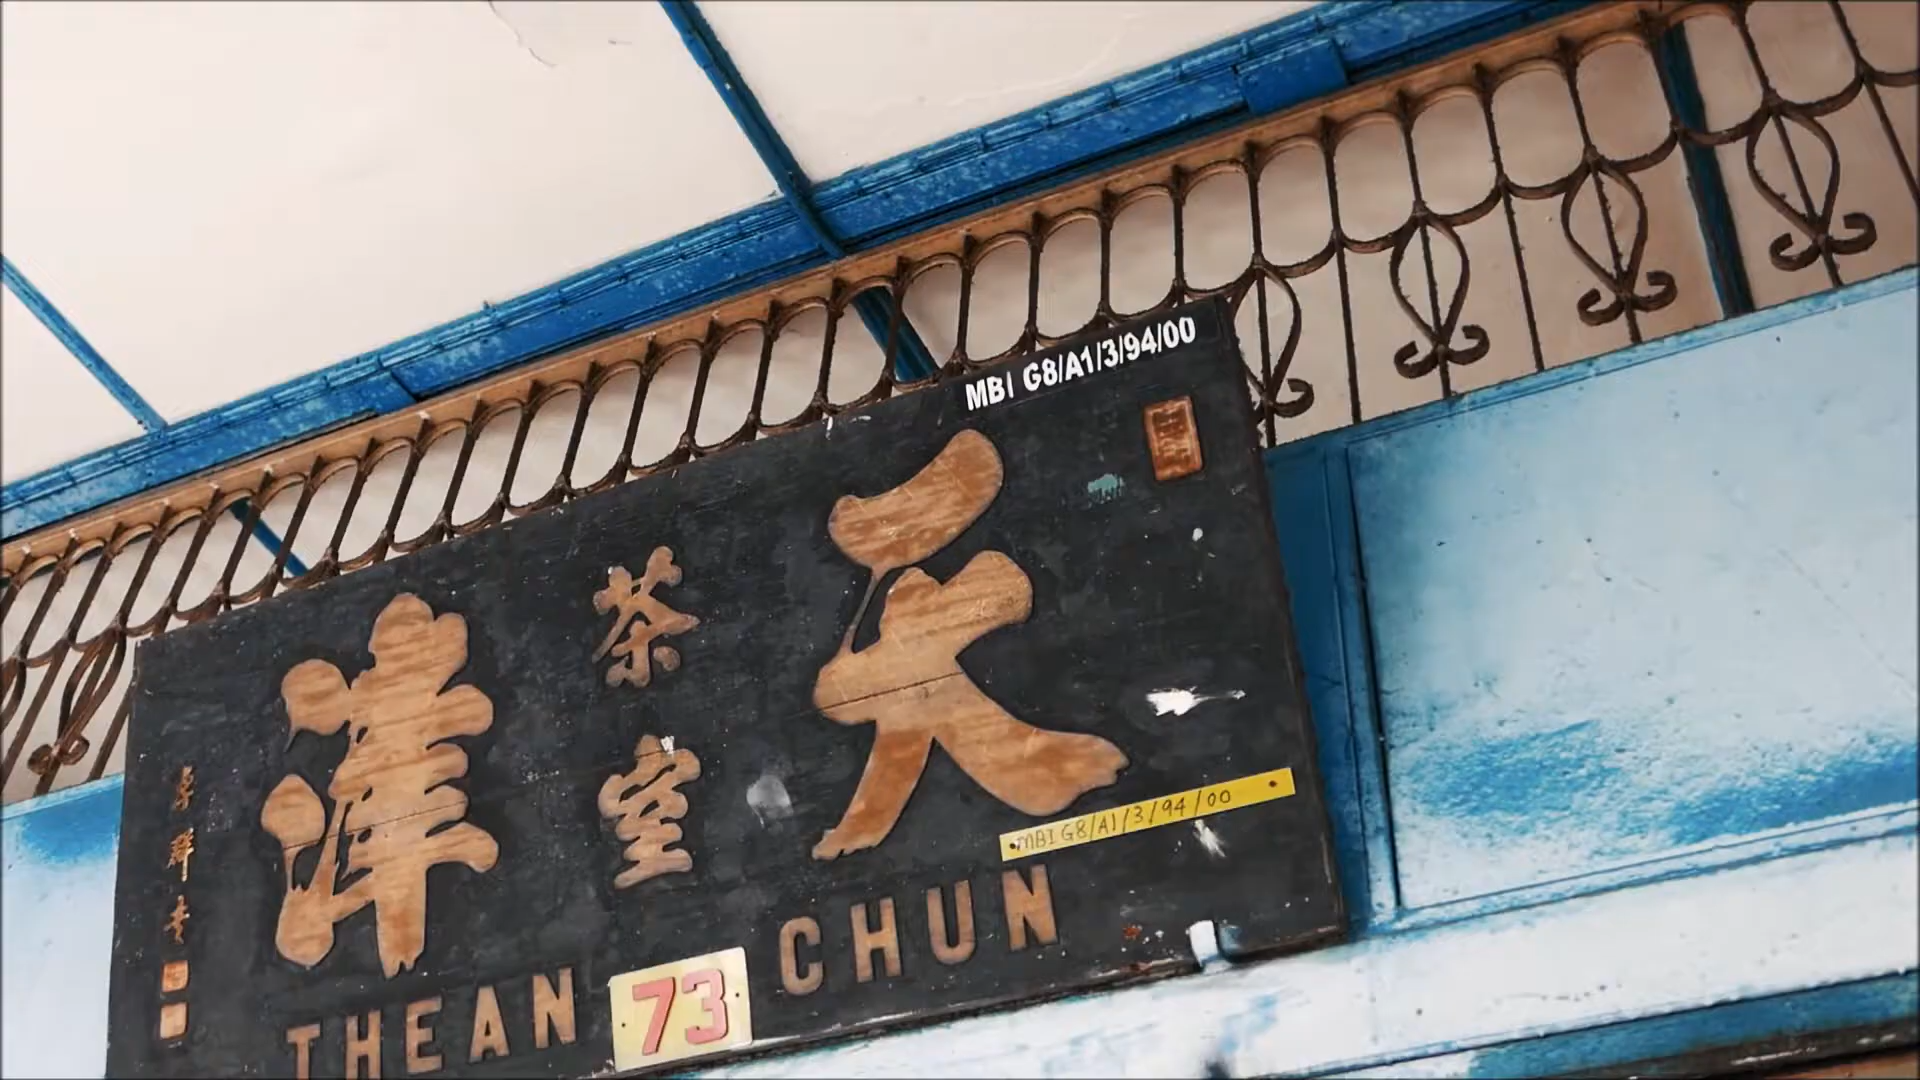 MBI G8/A1/3/94/00
天
茶室
津
MBI G8/A1/3/94/00
THEAN CHUN
73